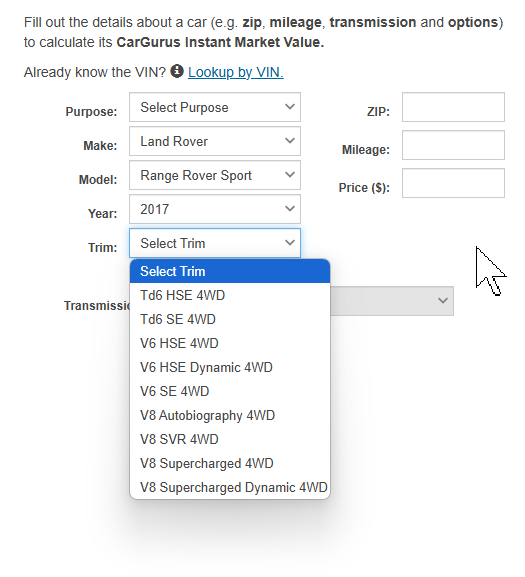 Fill out the details about a car (e.g. zip, mileage, transmission and options)
to calculate its CarGurus Instant Market Value.
Already know the VIN? Lookup by VIN.
Purpose: Select Purpose ZIP:
Make: Land Rover
Mileage:
Model: Range Rover Sport
Price ($):
Year: 2017
Trim: Select Trim
Select Trim
Td6 HSE 4WD
Transmissi
Td6 SE 4WD
V6 HSE 4WD
V6 HSE Dynamic 4WD
V6 SE 4WD
V8 Autobiography 4WD
V8 SVR 4WD
V8 Supercharged 4WD
V8 Supercharged Dynamic 4WD